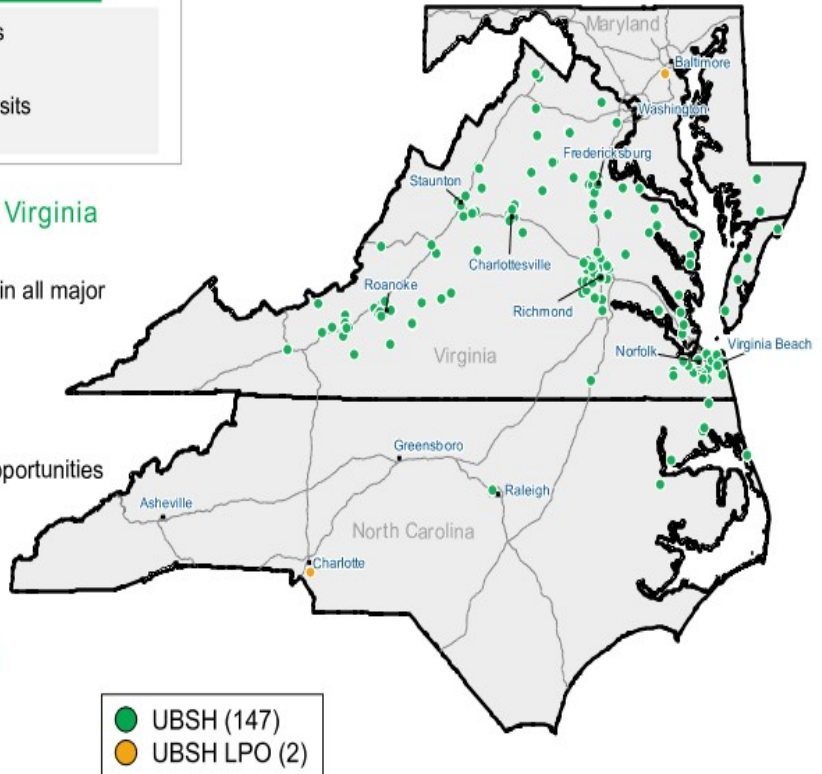 s
sits
Virginia
in all major
pportunities
Maryland
Baltimore
Washington
Fredericksburg
Staunton
Charlottesville
Roanoke
Richmond
Virginia
Norfolk
Virginia Beach
Greensboro
Raleigh
Asheville
North Carolina
Charlotte
UBSH (147)
UBSH LPO (2)